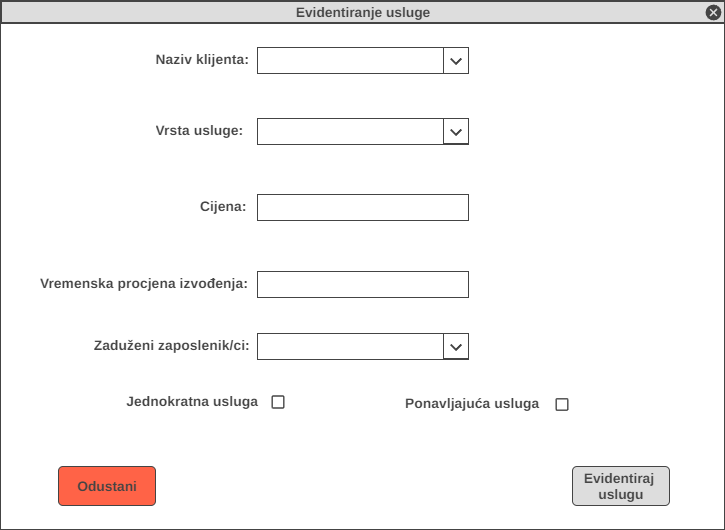 Evidentiranje usluge
Naziv klijenta:
Vrsta usluge:
Cijena:
Vremenska procjena izvođenja:
Zaduženi zaposlenik/ci:
Jednokratna usluga
Ponavljajuća usluga
Odustani
Evidentiraj
uslugu